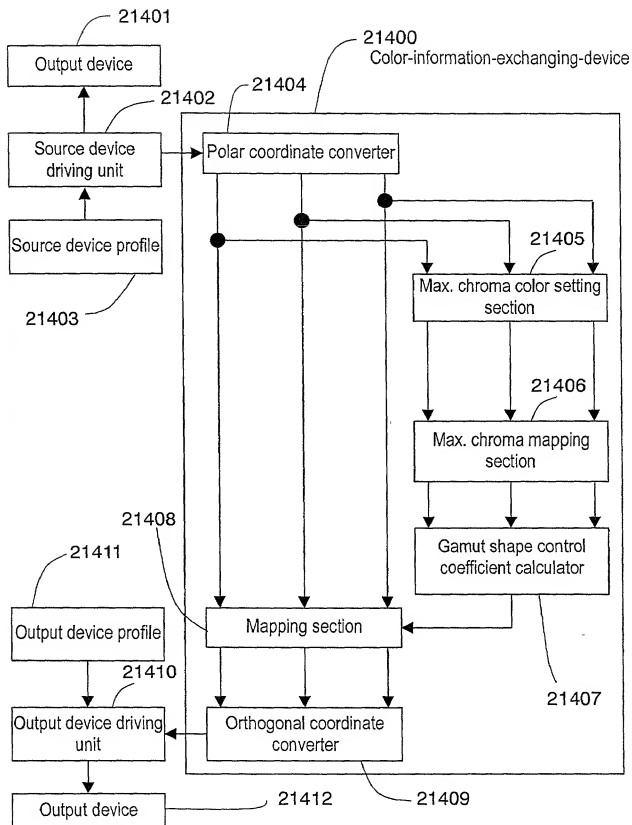 21401
21400
Color-information-exchanging-device
Output device
21402
21404
Source device
driving unit
Polar coordinate converter
Source device profile
21403
21405
Max. chroma color setting
section
21406
Max. chroma mapping
section
21408
21411
Gamut shape control
coefficient calculator
Output device profile
Mapping section
21410
21407
Output device driving
unit
Orthogonal coordinate
converter
Output device
21412
21409